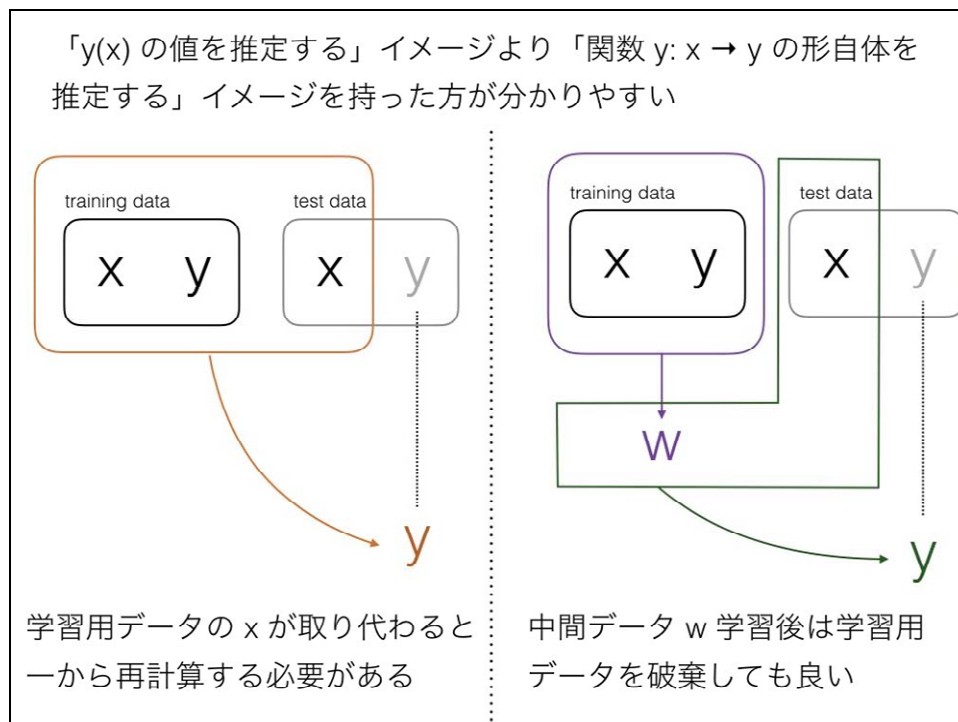 「y(x) の値を推定する」イメージより「関数 y: x → y の形自体を
推定する」イメージを持った方が分かりやすい
training data
x y
test data
x y
y
学習用データの x が取り代わると
一から再計算する必要がある
training data
x y
test data
x y
w
y
中間データ w 学習後は学習用
データを破棄しても良い